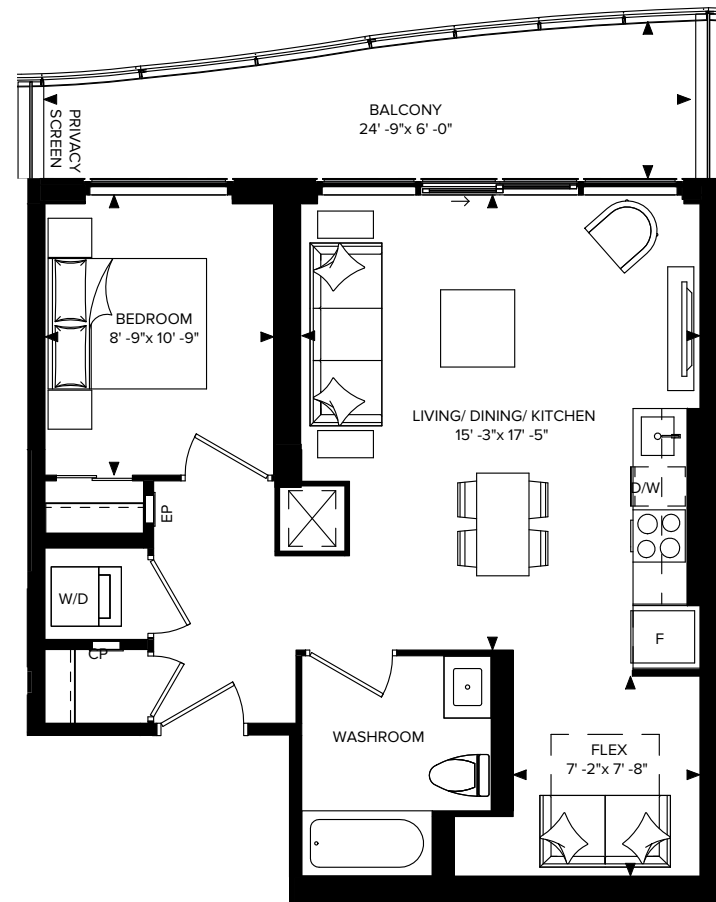 BALCONY
24' -9"x 6' -0"
PRIVACY
SCREEN
BEDROOM
8' -9"x 10' -9"
LIVING/ DINING/ KITCHEN
15' -3"x 17' -5"
D/W
EP
W/D
F
CP
WASHROOM
FLEX
7' -2"x 7' -8"